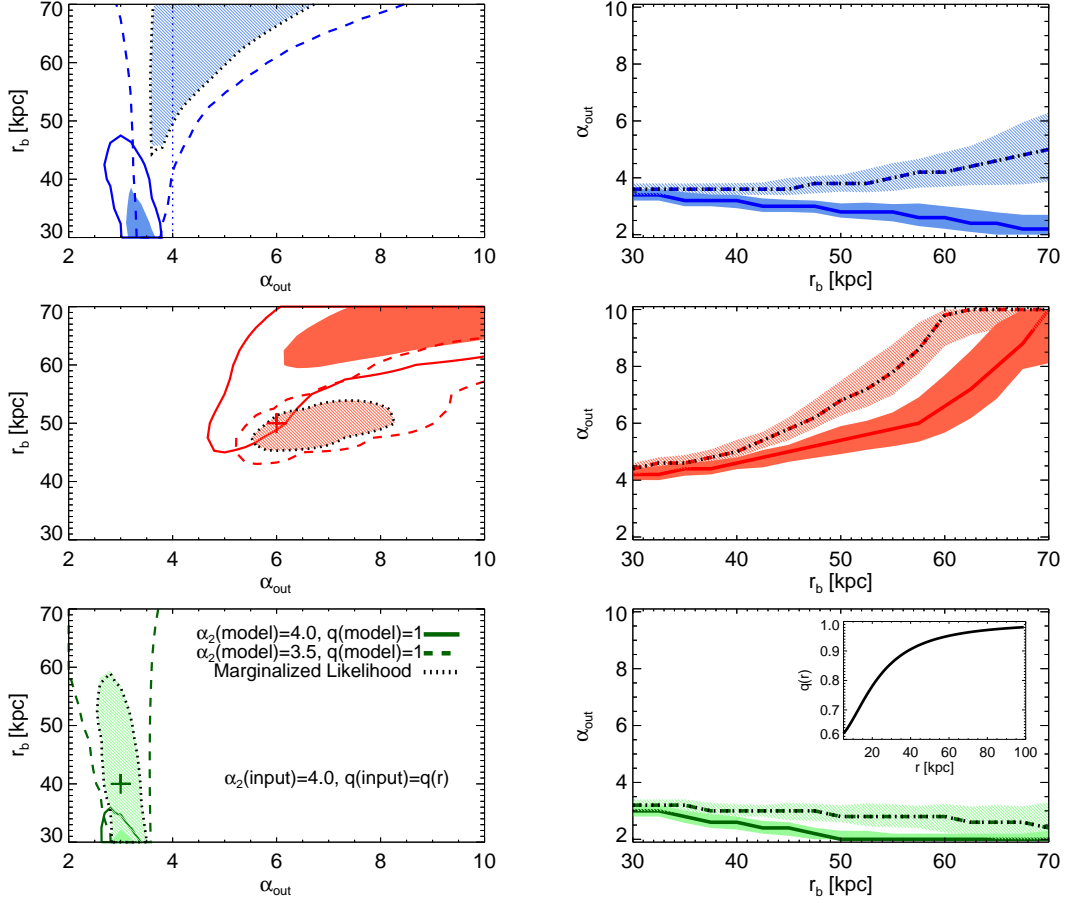 70
60
50
40
30
r_b [kpc]
2 4 6 8 10
α_out
10
8
6
4
2
α_out
30 40 50 60 70
r_b [kpc]
70
60
50
40
30
r_b [kpc]
2 4 6 8 10
α_out
10
8
6
4
2
α_out
30 40 50 60 70
r_b [kpc]
70
60
50
40
30
r_b [kpc]
α_2(model)=4.0, q(model)=1
α_2(model)=3.5, q(model)=1
Marginalized Likelihood
α_2(input)=4.0, q(input)=q(r)
2 4 6 8 10
α_out
10
8
6
4
2
α_out
1.0
0.9
0.8
0.7
0.6
q(r)
20 40 60 80 100
r [kpc]
30 40 50 60 70
r_b [kpc]